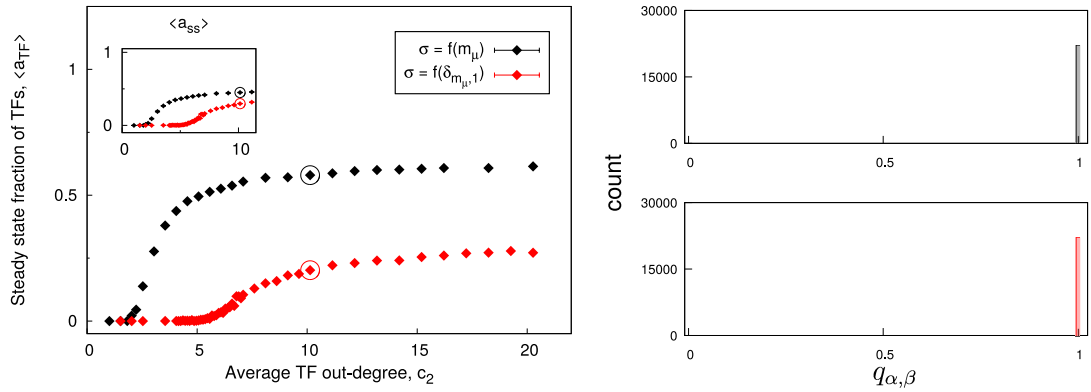 <a_ss>
1
0.5
0
0 10
σ = f(m_μ)
σ = f(δ_{m_μ,1})
Steady state fraction of TFs, <a_TF>
1
0.5
0
0 5 10 15 20
Average TF out-degree, c_2
30000
15000
0
0 0.5 1
count
30000
15000
0
0 0.5 1
q_{α,β}